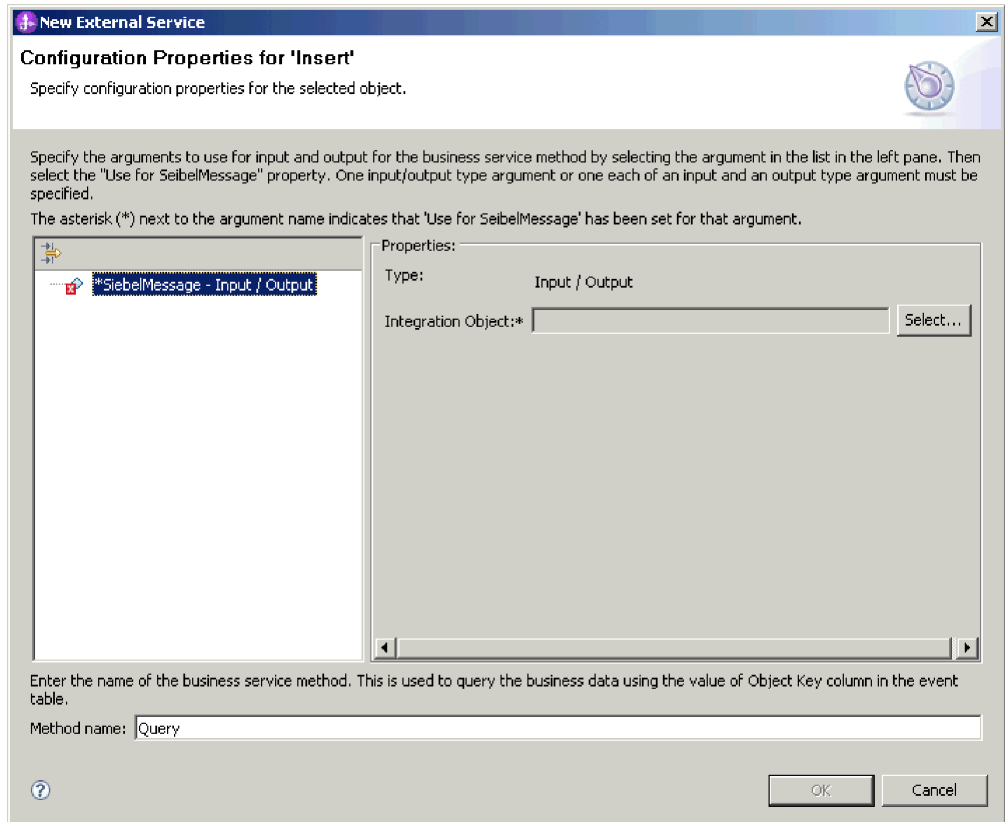 New External Service
Configuration Properties for 'Insert'
Specify configuration properties for the selected object.
Specify the arguments to use for input and output for the business service method by selecting the argument in the list in the left pane. Then
select the "Use for SeibelMessage" property. One input/output type argument or one each of an input and an output type argument must be
specified.
The asterisk (*) next to the argument name indicates that 'Use for SeibelMessage' has been set for that argument.
*SiebelMessage - Input / Output
Properties:
Type: Input / Output
Integration Object:* Select...
Enter the name of the business service method. This is used to query the business data using the value of Object Key column in the event
table.
Method name: Query
?
OK Cancel